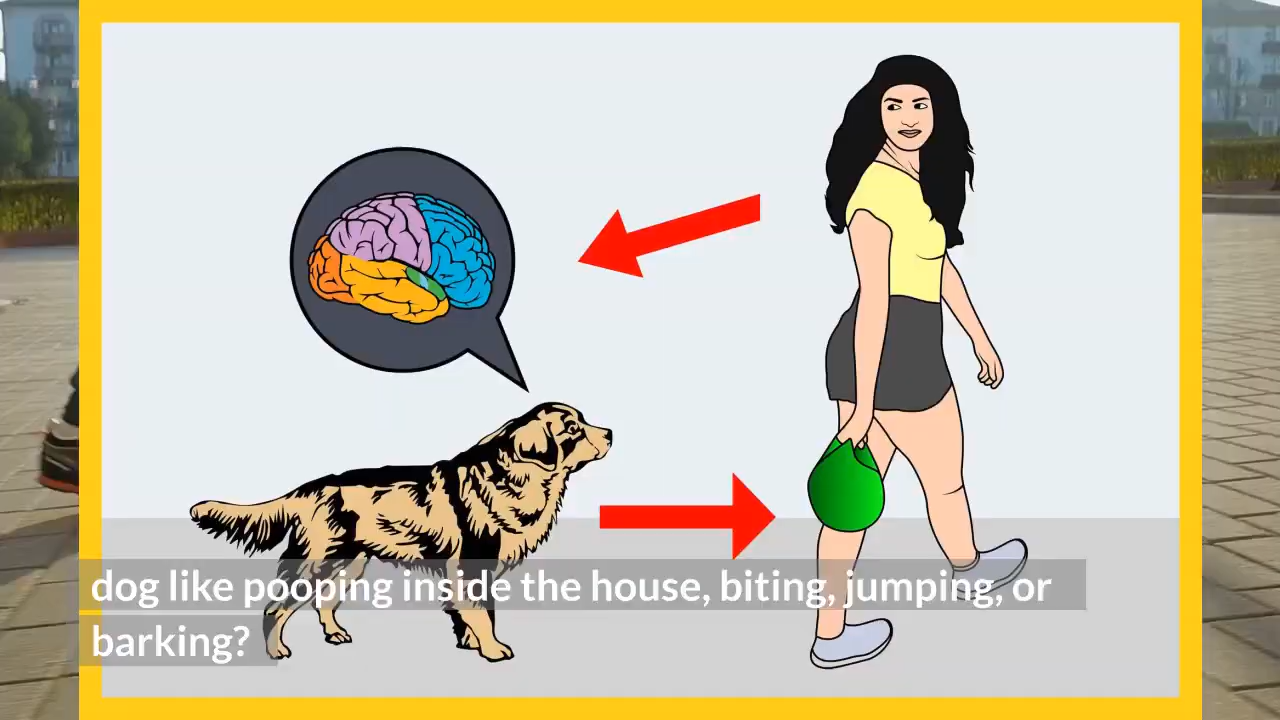 dog like pooping inside the house, biting, jumping, or
barking?